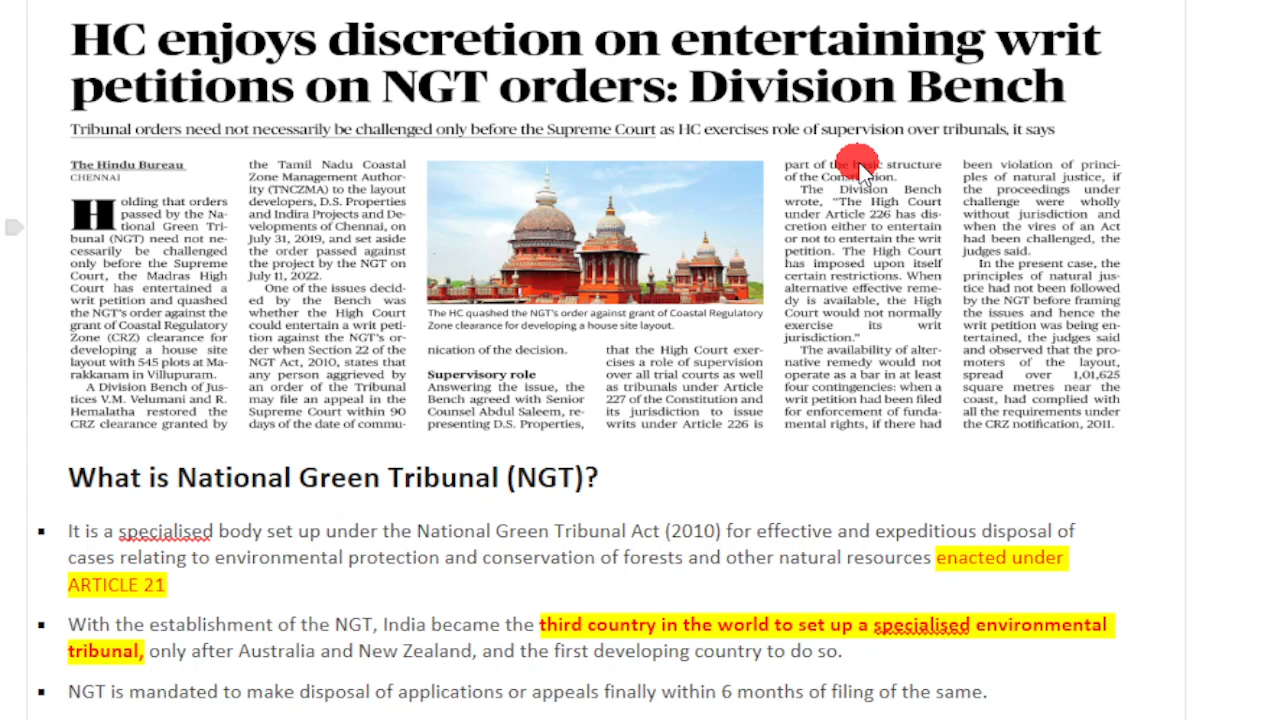 HC enjoys discretion on entertaining writ
petitions on NGT orders: Division Bench
Tribunal orders need not necessarily be challenged only before the Supreme Court as HC exercises role of supervision over tribunals, it says
The Hindu Bureau
CHENNAI
Holding that orders
passed by the Na-
tional Green Tri-
bunal (NGT) need not ne-
cessarily be challenged
only before the Supreme
Court, the Madras High
Court has entertained a
writ petition and quashed
the NGT's order against the
grant of Coastal Regulatory
Zone (CRZ) clearance for
developing a house site
layout with 545 plots at Ma-
rakkanam in Villupuram.
A Division Bench of Jus-
tices V.M. Velumani and R.
Hemalatha restored the
CRZ clearance granted by
the Tamil Nadu Coastal
Zone Management Author-
ity (TNCZMA) to the layout
developers, D.S. Properties
and Indira Projects and De-
velopments of Chennai, on
July 31, 2019, and set aside
the order passed against
the project by the NGT on
July 11, 2022.
One of the issues decid-
ed by the Bench was
whether the High Court
could entertain a writ peti-
tion against the NGT's or-
der when Section 22 of the
NGT Act, 2010, states that
any person aggrieved by
an order of the Tribunal
may file an appeal in the
Supreme Court within 90
days of the date of commu-
The HC quashed the NGT's order against grant of Coastal Regulatory
Zone clearance for developing a house site layout.
nication of the decision.
Supervisory role
Answering the issue, the
Bench agreed with Senior
Counsel Abdul Saleem, re-
presenting D.S. Properties,
that the High Court exer-
cises a role of supervision
over all trial courts as well
as tribunals under Article
227 of the Constitution and
its jurisdiction to issue
writs under Article 226 is
part of the basic structure
of the Constitution.
The Division Bench
wrote, "The High Court
under Article 226 has dis-
cretion either to entertain
or not to entertain the writ
petition. The High Court
has imposed upon itself
certain restrictions. When
alternative effective reme-
dy is available, the High
Court would not normally
exercise its writ
jurisdiction."
The availability of alter-
native remedy would not
operate as a bar in at least
four contingencies: when a
writ petition had been filed
for enforcement of funda-
mental rights, if there had
been violation of princi-
ples of natural justice, if
the proceedings under
challenge were wholly
without jurisdiction and
when the vires of an Act
had been challenged, the
judges said.
In the present case, the
principles of natural jus-
tice had not been followed
by the NGT before framing
the issues and hence the
writ petition was being en-
tertained, the judges said
and observed that the pro-
moters of the layout,
spread over 1,01,625
square metres near the
coast, had complied with
all the requirements under
the CRZ notification, 2011.
What is National Green Tribunal (NGT)?
▪ It is a specialised body set up under the National Green Tribunal Act (2010) for effective and expeditious disposal of
cases relating to environmental protection and conservation of forests and other natural resources enacted under
ARTICLE 21
▪ With the establishment of the NGT, India became the third country in the world to set up a specialised environmental
tribunal, only after Australia and New Zealand, and the first developing country to do so.
▪ NGT is mandated to make disposal of applications or appeals finally within 6 months of filing of the same.